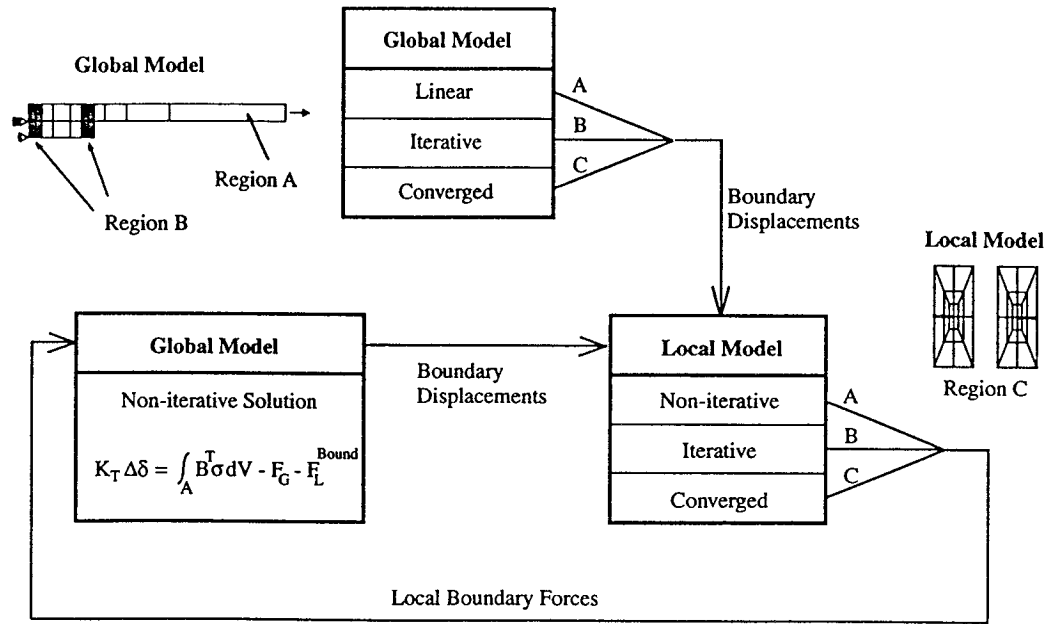 Global Model
Region A
Region B
Global Model
Linear
Iterative
Converged
A
B
C
Boundary
Displacements
Local Model
Region C
Global Model
Non-iterative Solution
K_T Δδ = ∫_A B^T σ dV - F_G - F_L^Bound
Boundary
Displacements
Local Model
Non-iterative
Iterative
Converged
A
B
C
Local Boundary Forces